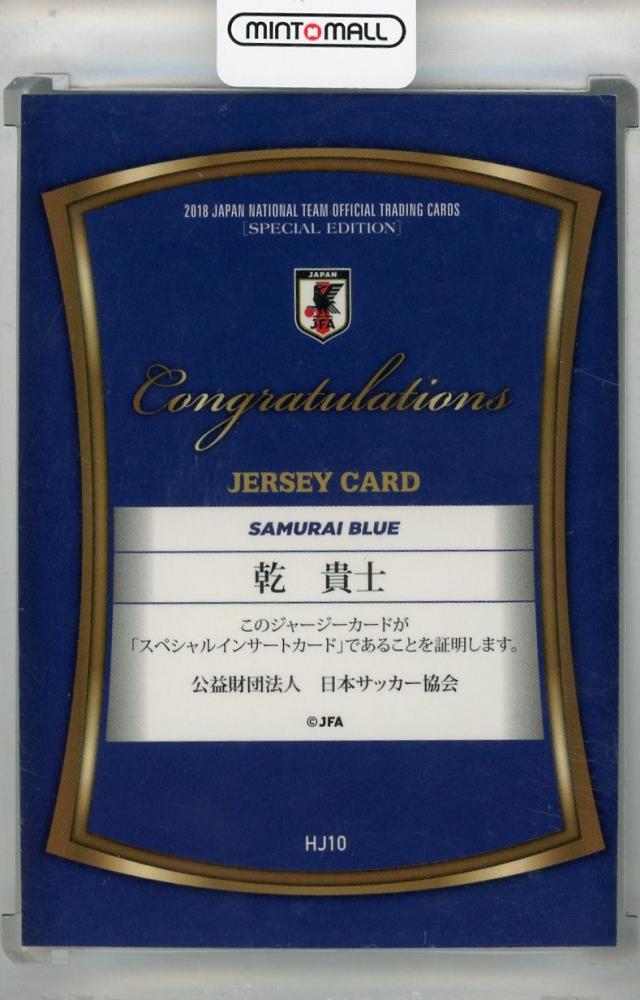 MINT MALL
2018 JAPAN NATIONAL TEAM OFFICIAL TRADING CARDS
[SPECIAL EDITION]
JAPAN
JFA
Congratulations
JERSEY CARD
SAMURAI BLUE
乾　貴士
このジャージーカードが
「スペシャルインサートカード」であることを証明します。
公益財団法人　日本サッカー協会
©JFA
HJ10